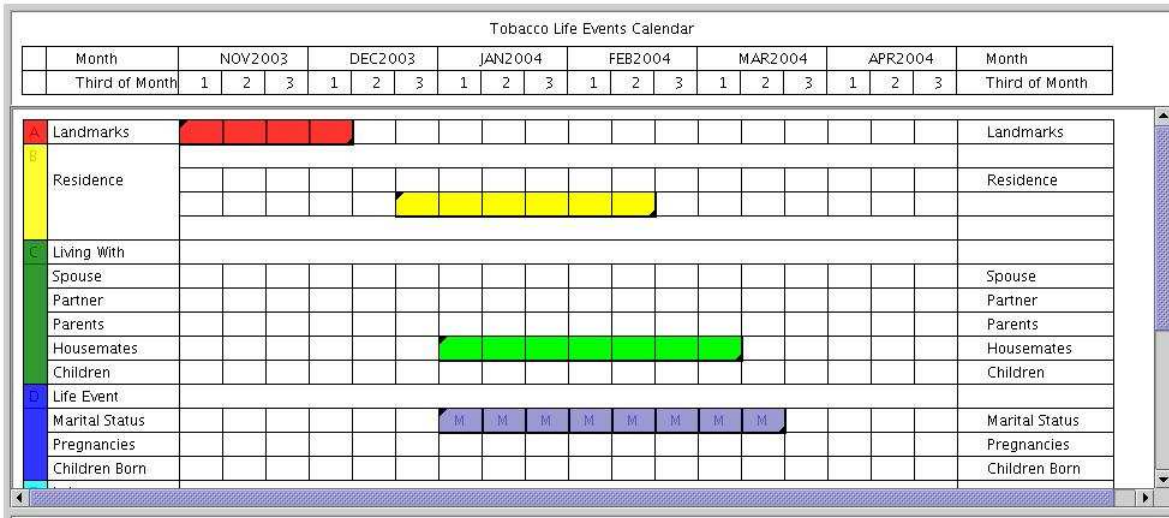 Tobacco Life Events Calendar
Month NOV2003 DEC2003 JAN2004 FEB2004 MAR2004 APR2004 Month
Third of Month 1 2 3 1 2 3 1 2 3 1 2 3 1 2 3 1 2 3 Third of Month
A Landmarks Landmarks
B
Residence Residence
C Living With
Spouse Spouse
Partner Partner
Parents Parents
Housemates Housemates
Children Children
D Life Event
Marital Status M M M M M M M M Marital Status
Pregnancies Pregnancies
Children Born Children Born